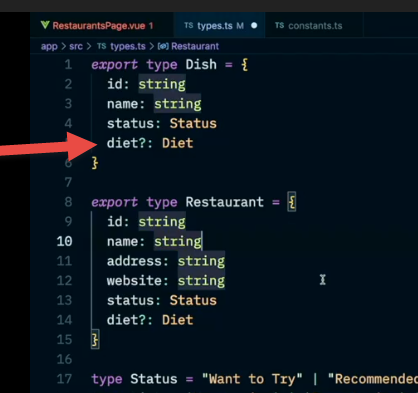 RestaurantsPage.vue 1 TS types.ts M TS constants.ts
app > src > TS types.ts > Restaurant
1 export type Dish = {
2 id: string
3 name: string
4 status: Status
diet?: Diet
6 }
7
8 export type Restaurant = {
9 id: string
10 name: string
11 address: string
12 website: string
13 status: Status
14 diet?: Diet
15 }
16
17 type Status = "Want to Try" | "Recommended